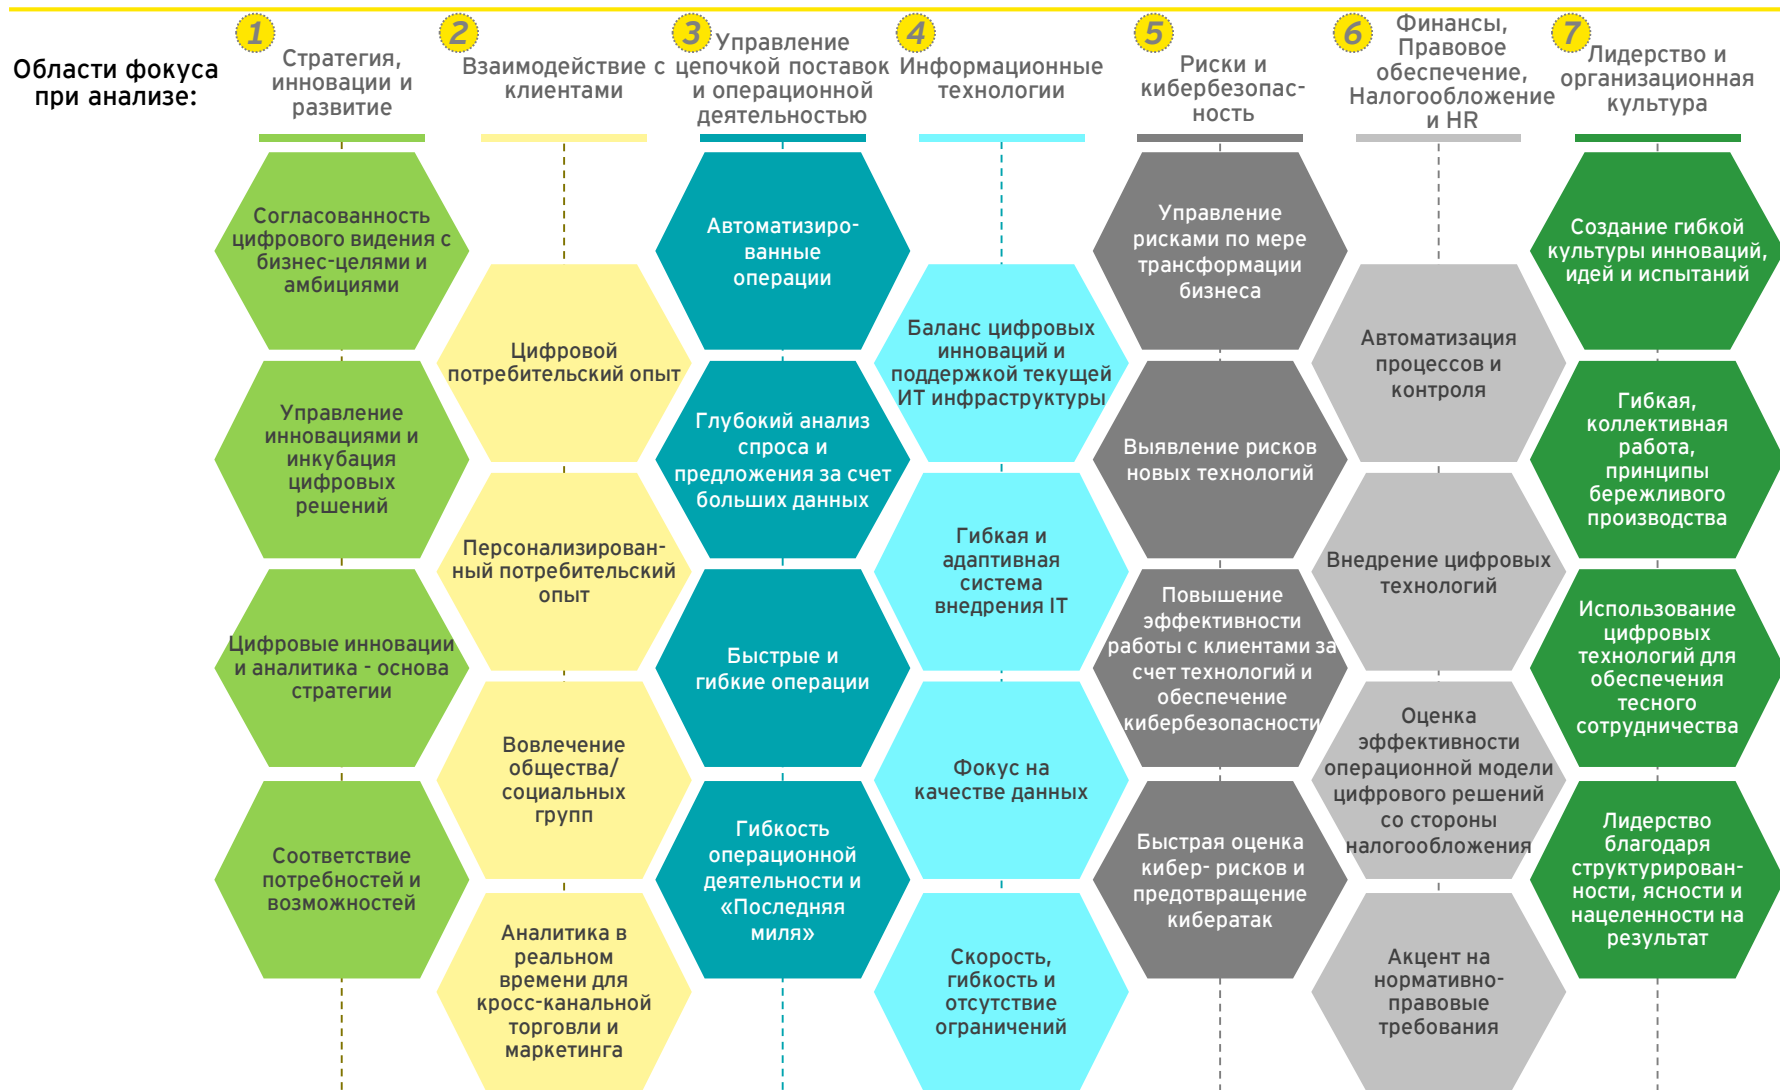 Области фокуса
при анализе:
1
Стратегия,
инновации и
развитие
2
Взаимодействие с
клиентами
3
Управление
цепочкой поставок
и операционной
деятельностью
4
Информационные
технологии
5
Риски и
кибербезопас-
ность
6
Финансы,
Правовое
обеспечение,
Налогообложение
и HR
7
Лидерство и
организационная
культура
Согласованность
цифрового видения с
бизнес-целями и
амбициями
Управление
инновациями и
инкубация
цифровых
решений
Цифровые инновации
и аналитика - основа
стратегии
Соответствие
потребностей и
возможностей
Цифровой
потребительский опыт
Персонализирован-
ный потребительский
опыт
Вовлечение
общества/
социальных
групп
Аналитика в
реальном
времени для
кросс-канальной
торговли и
маркетинга
Автоматизиро-
ванные
операции
Глубокий анализ
спроса и
предложения за счет
больших данных
Быстрые и
гибкие операции
Гибкость
операционной
деятельности и
«Последняя
миля»
Баланс цифровых
инноваций и
поддержкой текущей
ИТ инфраструктуры
Гибкая и
адаптивная
система
внедрения IT
Фокус на
качестве данных
Скорость,
гибкость и
отсутствие
ограничений
Управление
рисками по мере
трансформации
бизнеса
Выявление рисков
новых технологий
Повышение
эффективности
работы с клиентами за
счет технологий и
обеспечение
кибербезопасности
Быстрая оценка
кибер- рисков и
предотвращение
кибератак
Автоматизация
процессов и
контроля
Внедрение цифровых
технологий
Оценка
эффективности
операционной модели
цифрового решений
со стороны
налогообложения
Акцент на
нормативно-
правовые
требования
Создание гибкой
культуры инноваций,
идей и испытаний
Гибкая,
коллективная
работа,
принципы
бережливого
производства
Использование
цифровых
технологий для
обеспечения
тесного
сотрудничества
Лидерство
благодаря
структурирован-
ности, ясности и
нацеленности на
результат